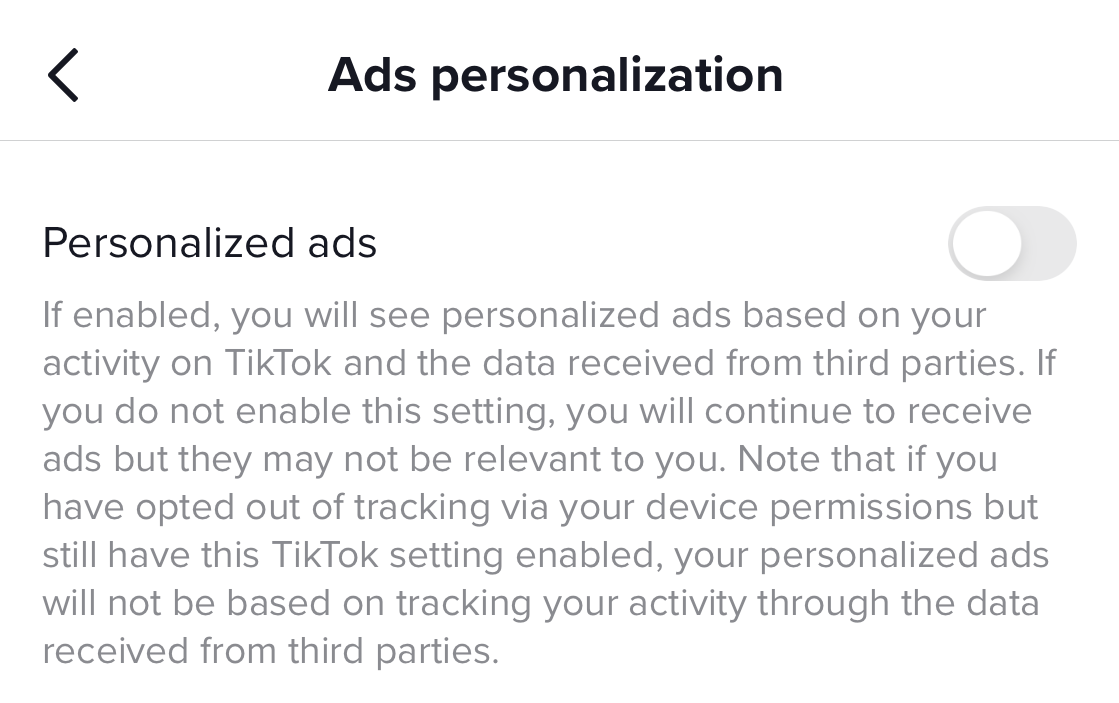 Ads personalization
Personalized ads
If enabled, you will see personalized ads based on your
activity on TikTok and the data received from third parties. If
you do not enable this setting, you will continue to receive
ads but they may not be relevant to you. Note that if you
have opted out of tracking via your device permissions but
still have this TikTok setting enabled, your personalized ads
will not be based on tracking your activity through the data
received from third parties.